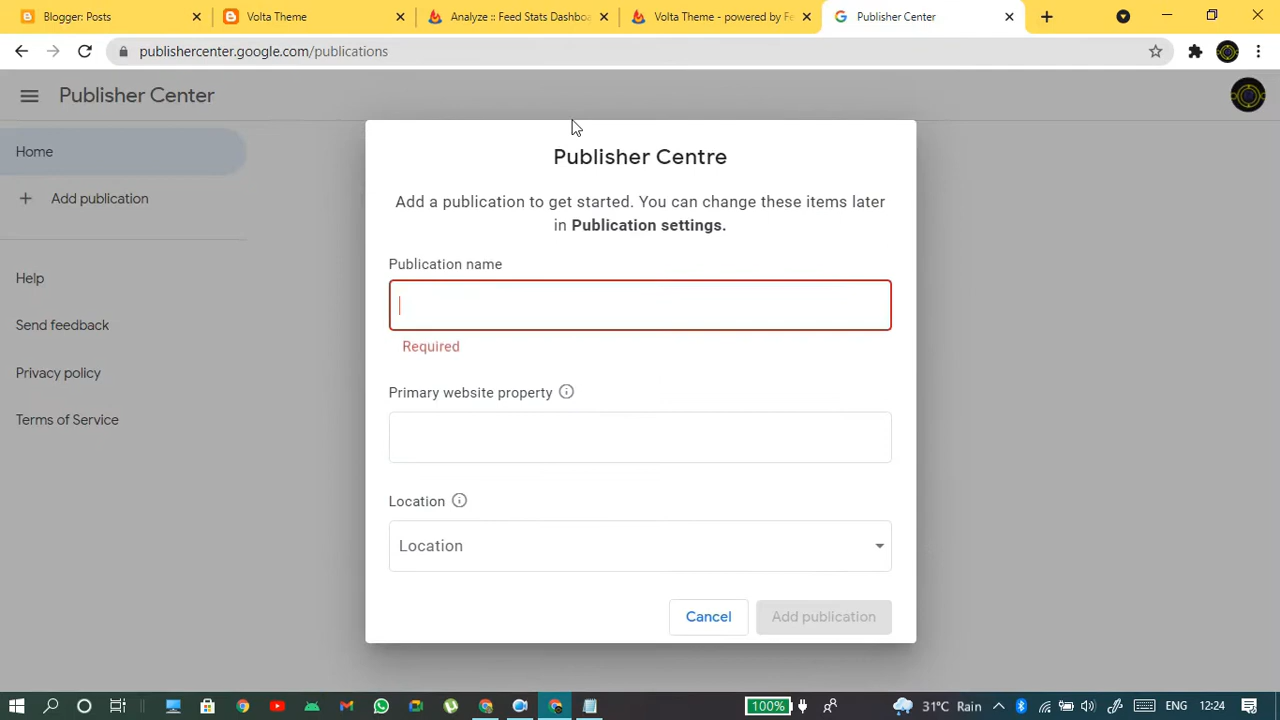 Blogger: Posts
Volta Theme
Analyze :: Feed Stats Dashbo
Volta Theme - powered by Fe
Publisher Center
publishercenter.google.com/publications
Publisher Center
Home
Add publication
Help
Send feedback
Privacy policy
Terms of Service
Publisher Centre
Add a publication to get started. You can change these items later
in Publication settings.
Publication name
Required
Primary website property
Location
Location
Cancel
Add publication
100%
31°C Rain
ENG
12:24
3